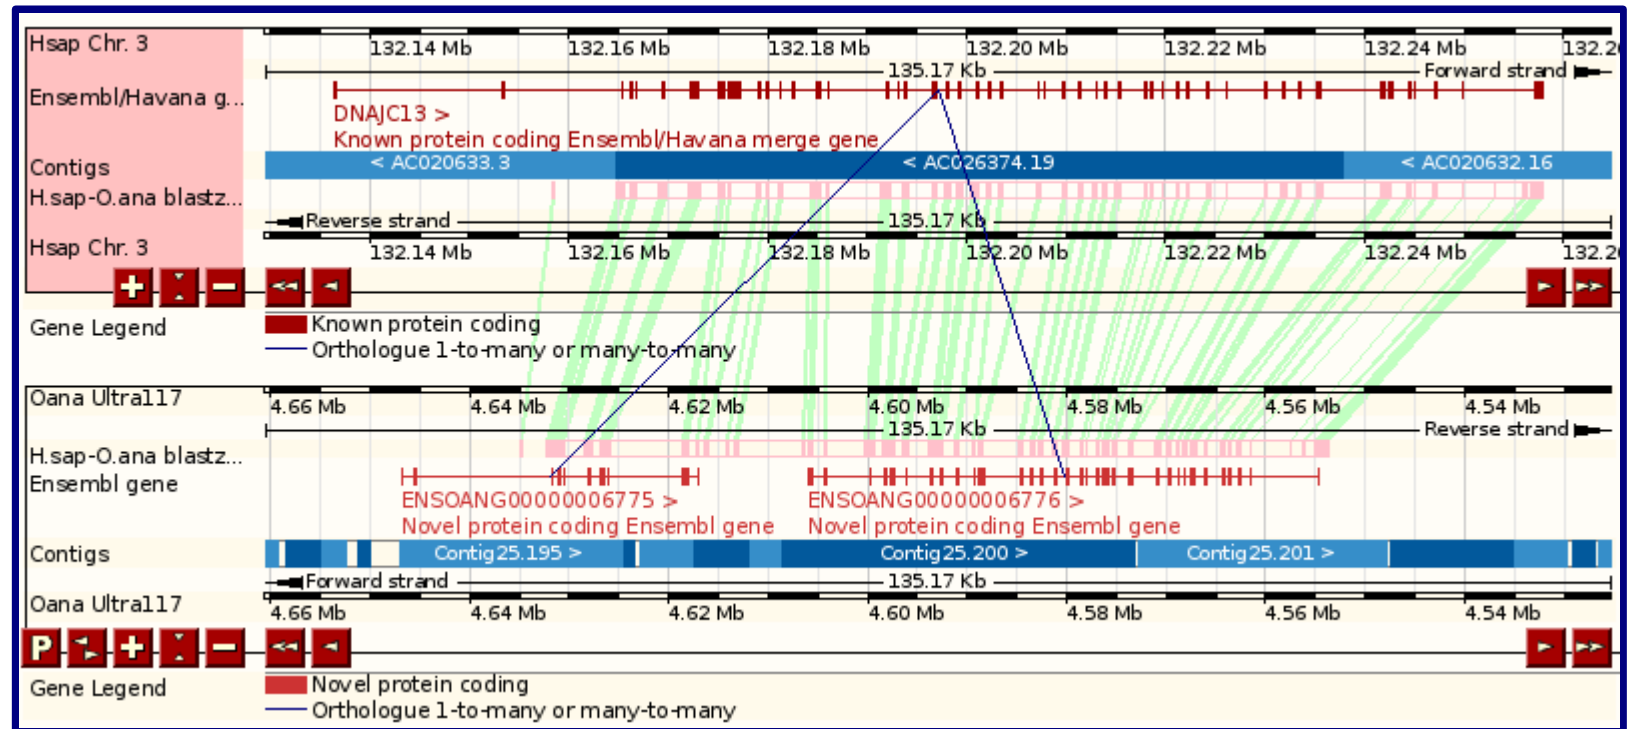 Hsap Chr. 3 132.14 Mb 132.16 Mb 132.18 Mb 132.20 Mb 132.22 Mb 132.24 Mb 132.2
135.17 Kb Forward strand
Ensembl/Havana g...
DNAJC13 >
Known protein coding Ensembl/Havana merge gene
Contigs < AC020633.3 < AC026374.19 < AC020632.16
H.sap-O.ana blastz...
Reverse strand 135.17 Kb
Hsap Chr. 3 132.14 Mb 132.16 Mb 132.18 Mb 132.20 Mb 132.22 Mb 132.24 Mb 132.2
Gene Legend Known protein coding
Orthologue 1-to-many or many-to-many
Oana Ultra117 4.66 Mb 4.64 Mb 4.62 Mb 4.60 Mb 4.58 Mb 4.56 Mb 4.54 Mb
135.17 Kb Reverse strand
H.sap-O.ana blastz...
Ensembl gene
ENSOANG00000006775 > ENSOANG00000006776 >
Novel protein coding Ensembl gene Novel protein coding Ensembl gene
Contigs Contig25.195 > Contig25.200 > Contig25.201 >
Forward strand 135.17 Kb
Oana Ultra117 4.66 Mb 4.64 Mb 4.62 Mb 4.60 Mb 4.58 Mb 4.56 Mb 4.54 Mb
P
Gene Legend Novel protein coding
Orthologue 1-to-many or many-to-many